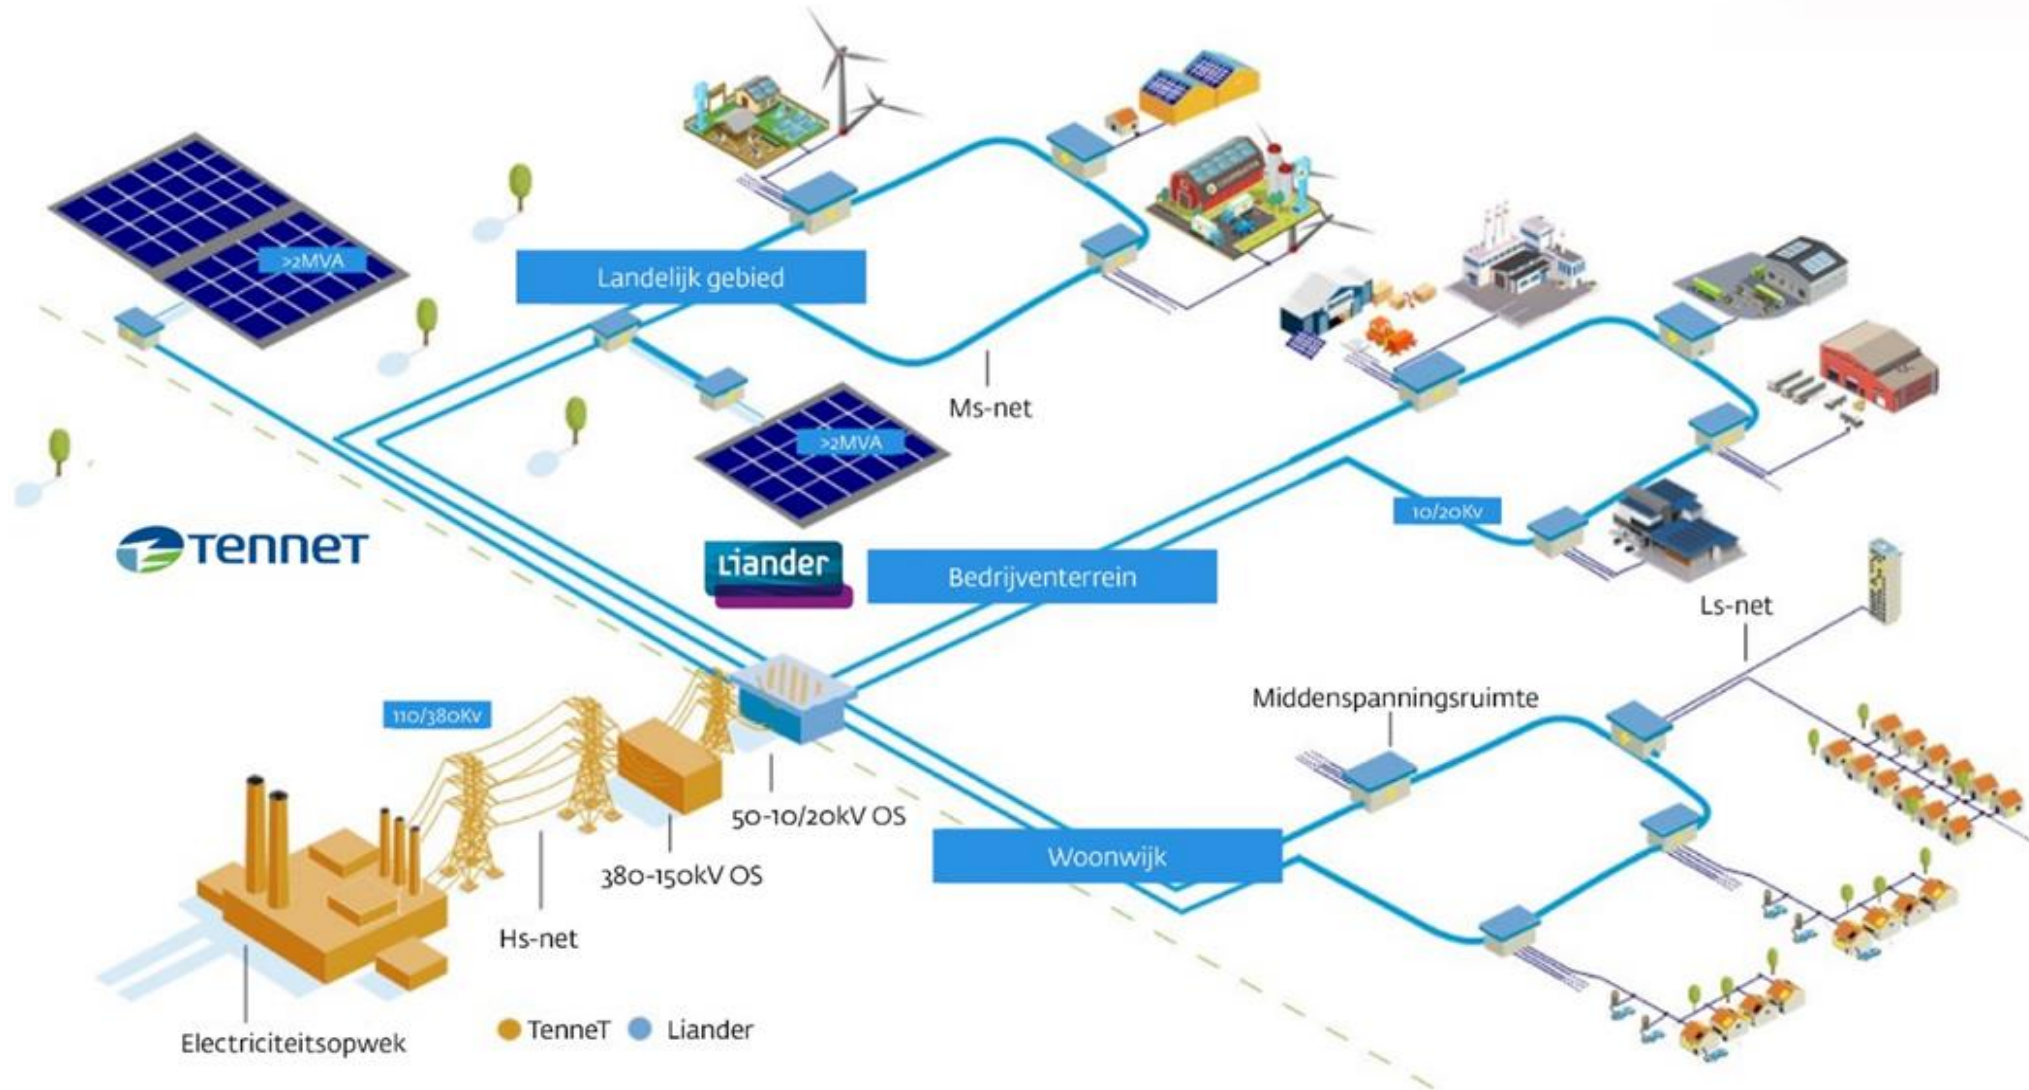 >2MVA
Landelijk gebied
Ms-net
>2MVA
10/20Kv
TenneT
Liander
Bedrijventerrein
Ls-net
Middenspanningsruimte
110/380Kv
50-10/20kV OS
Woonwijk
380-150kV OS
Hs-net
Electriciteitsopwek
TenneT
Liander